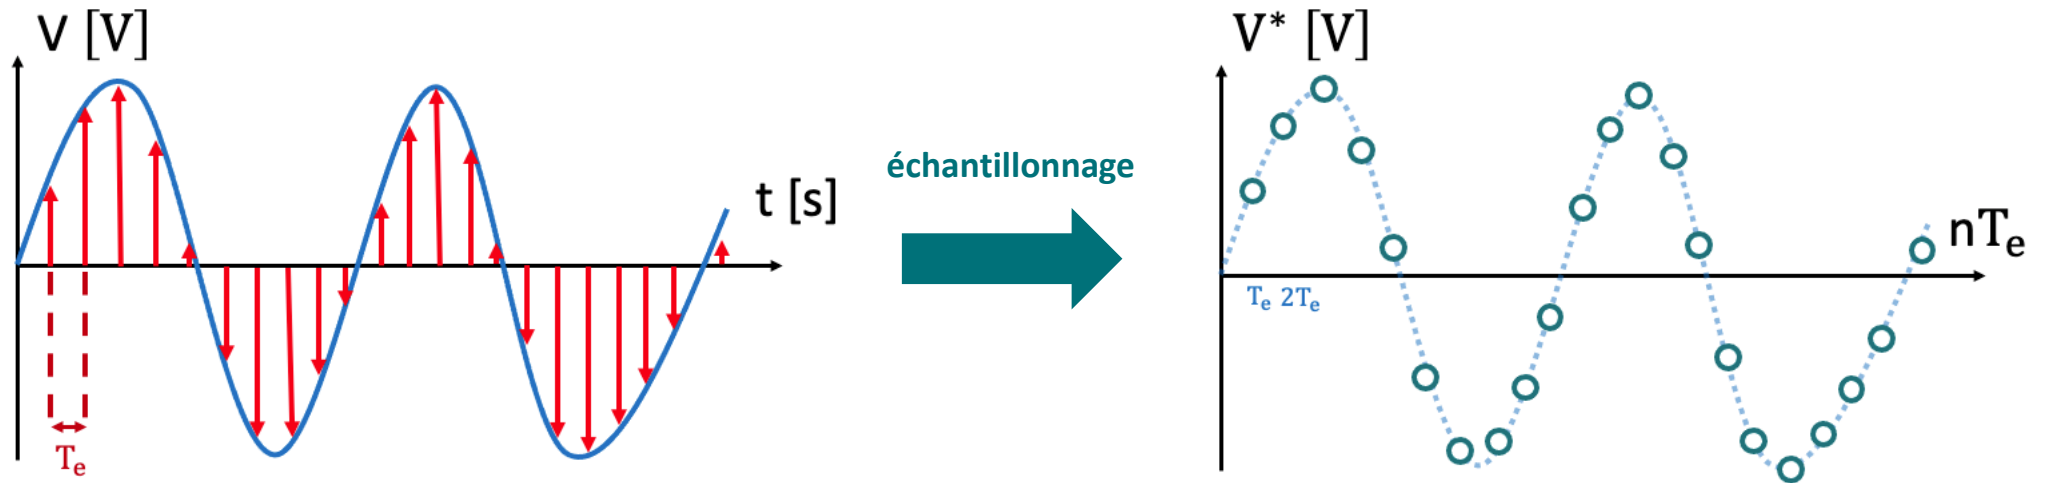 V [V]
t [s]
Te
échantillonnage
V* [V]
Te 2Te
nTe